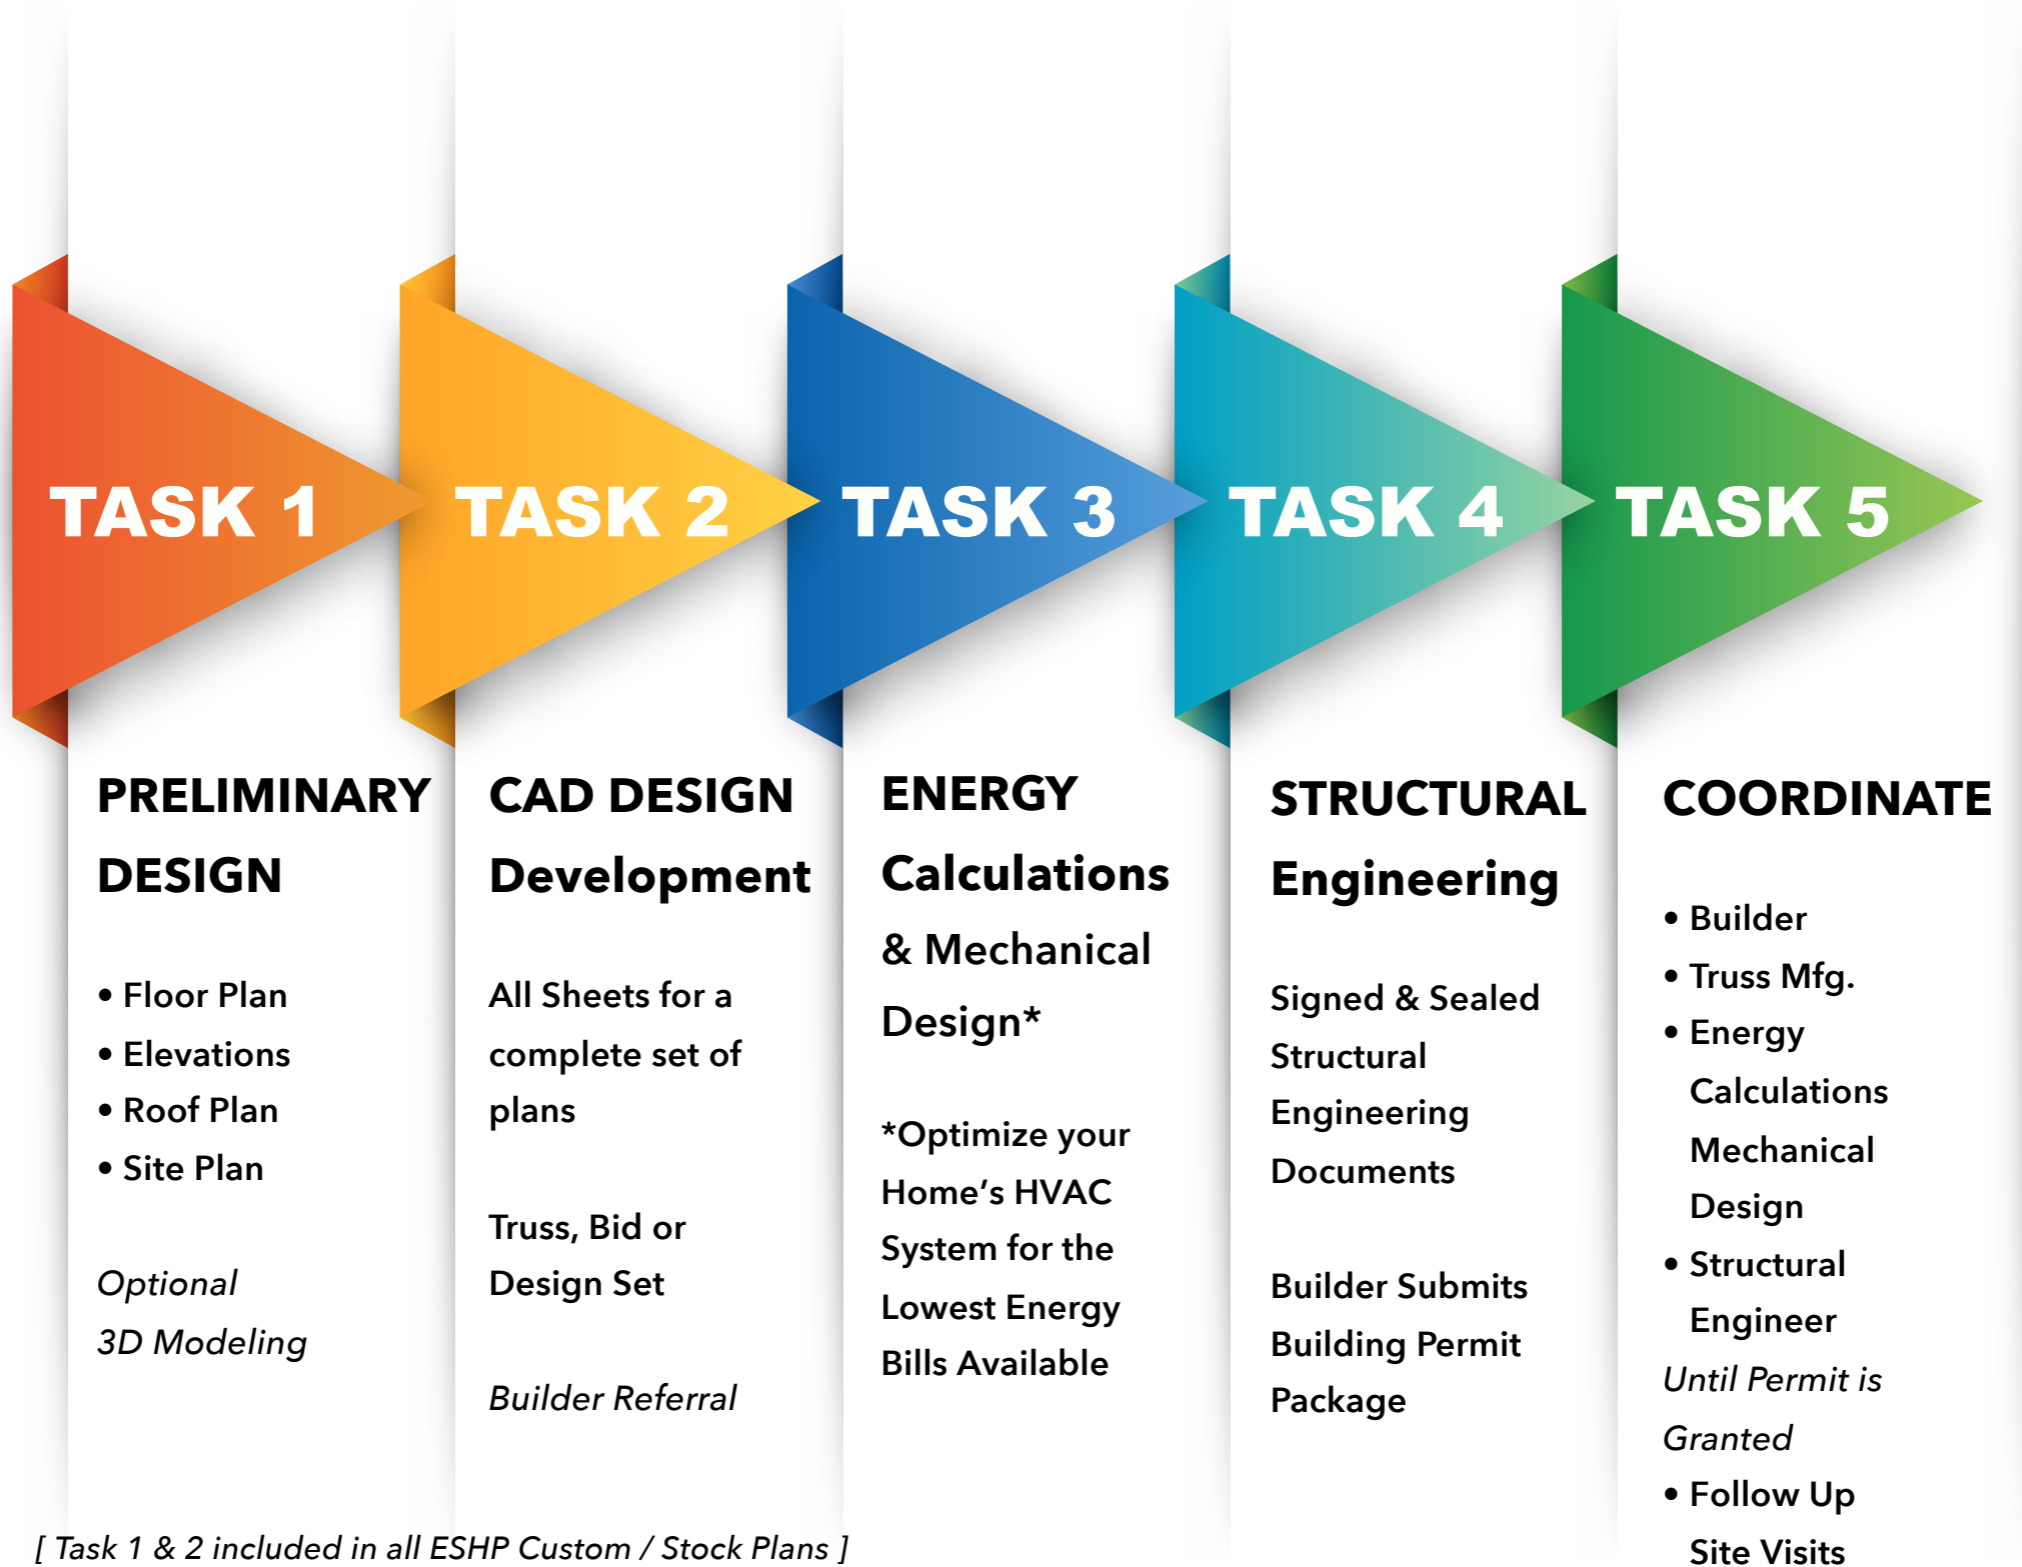 TASK 1
TASK 2
TASK 3
TASK 4
TASK 5
PRELIMINARY
DESIGN
• Floor Plan
• Elevations
• Roof Plan
• Site Plan
Optional
3D Modeling
CAD DESIGN
Development
All Sheets for a
complete set of
plans
Truss, Bid or
Design Set
Builder Referral
ENERGY
Calculations
& Mechanical
Design*
*Optimize your
Home’s HVAC
System for the
Lowest Energy
Bills Available
STRUCTURAL
Engineering
Signed & Sealed
Structural
Engineering
Documents
Builder Submits
Building Permit
Package
COORDINATE
• Builder
• Truss Mfg.
• Energy
Calculations
Mechanical
Design
• Structural
Engineer
Until Permit is
Granted
• Follow Up
Site Visits
[ Task 1 & 2 included in all ESHP Custom / Stock Plans ]